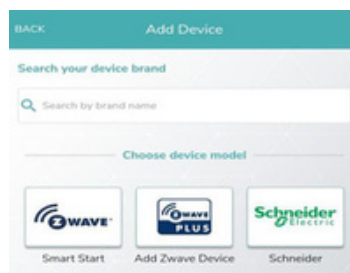 BACK Add Device
Search your device brand
Search by brand name
Choose device model
ZWAVE ZWAVE PLUS Schneider Electric
Smart Start Add Zwave Device Schneider